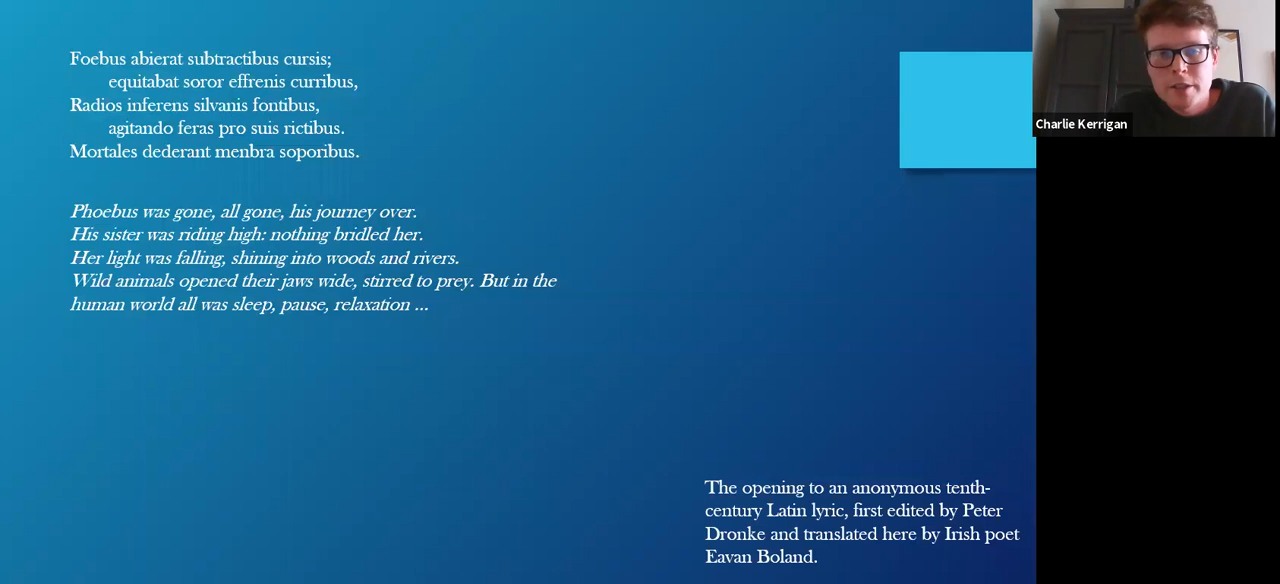 Foebus abierat subtractibus cursis;
equitabat soror effrenis curribus,
Radios inferens silvanis fontibus,
agitando feras pro suis rictibus.
Mortales dederant menbra soporibus.
Phoebus was gone, all gone, his journey over.
His sister was riding high: nothing bridled her.
Her light was falling, shining into woods and rivers.
Wild animals opened their jaws wide, stirred to prey. But in the
human world all was sleep, pause, relaxation ...
The opening to an anonymous tenth-
century Latin lyric, first edited by Peter
Dronke and translated here by Irish poet
Eavan Boland.
Charlie Kerrigan